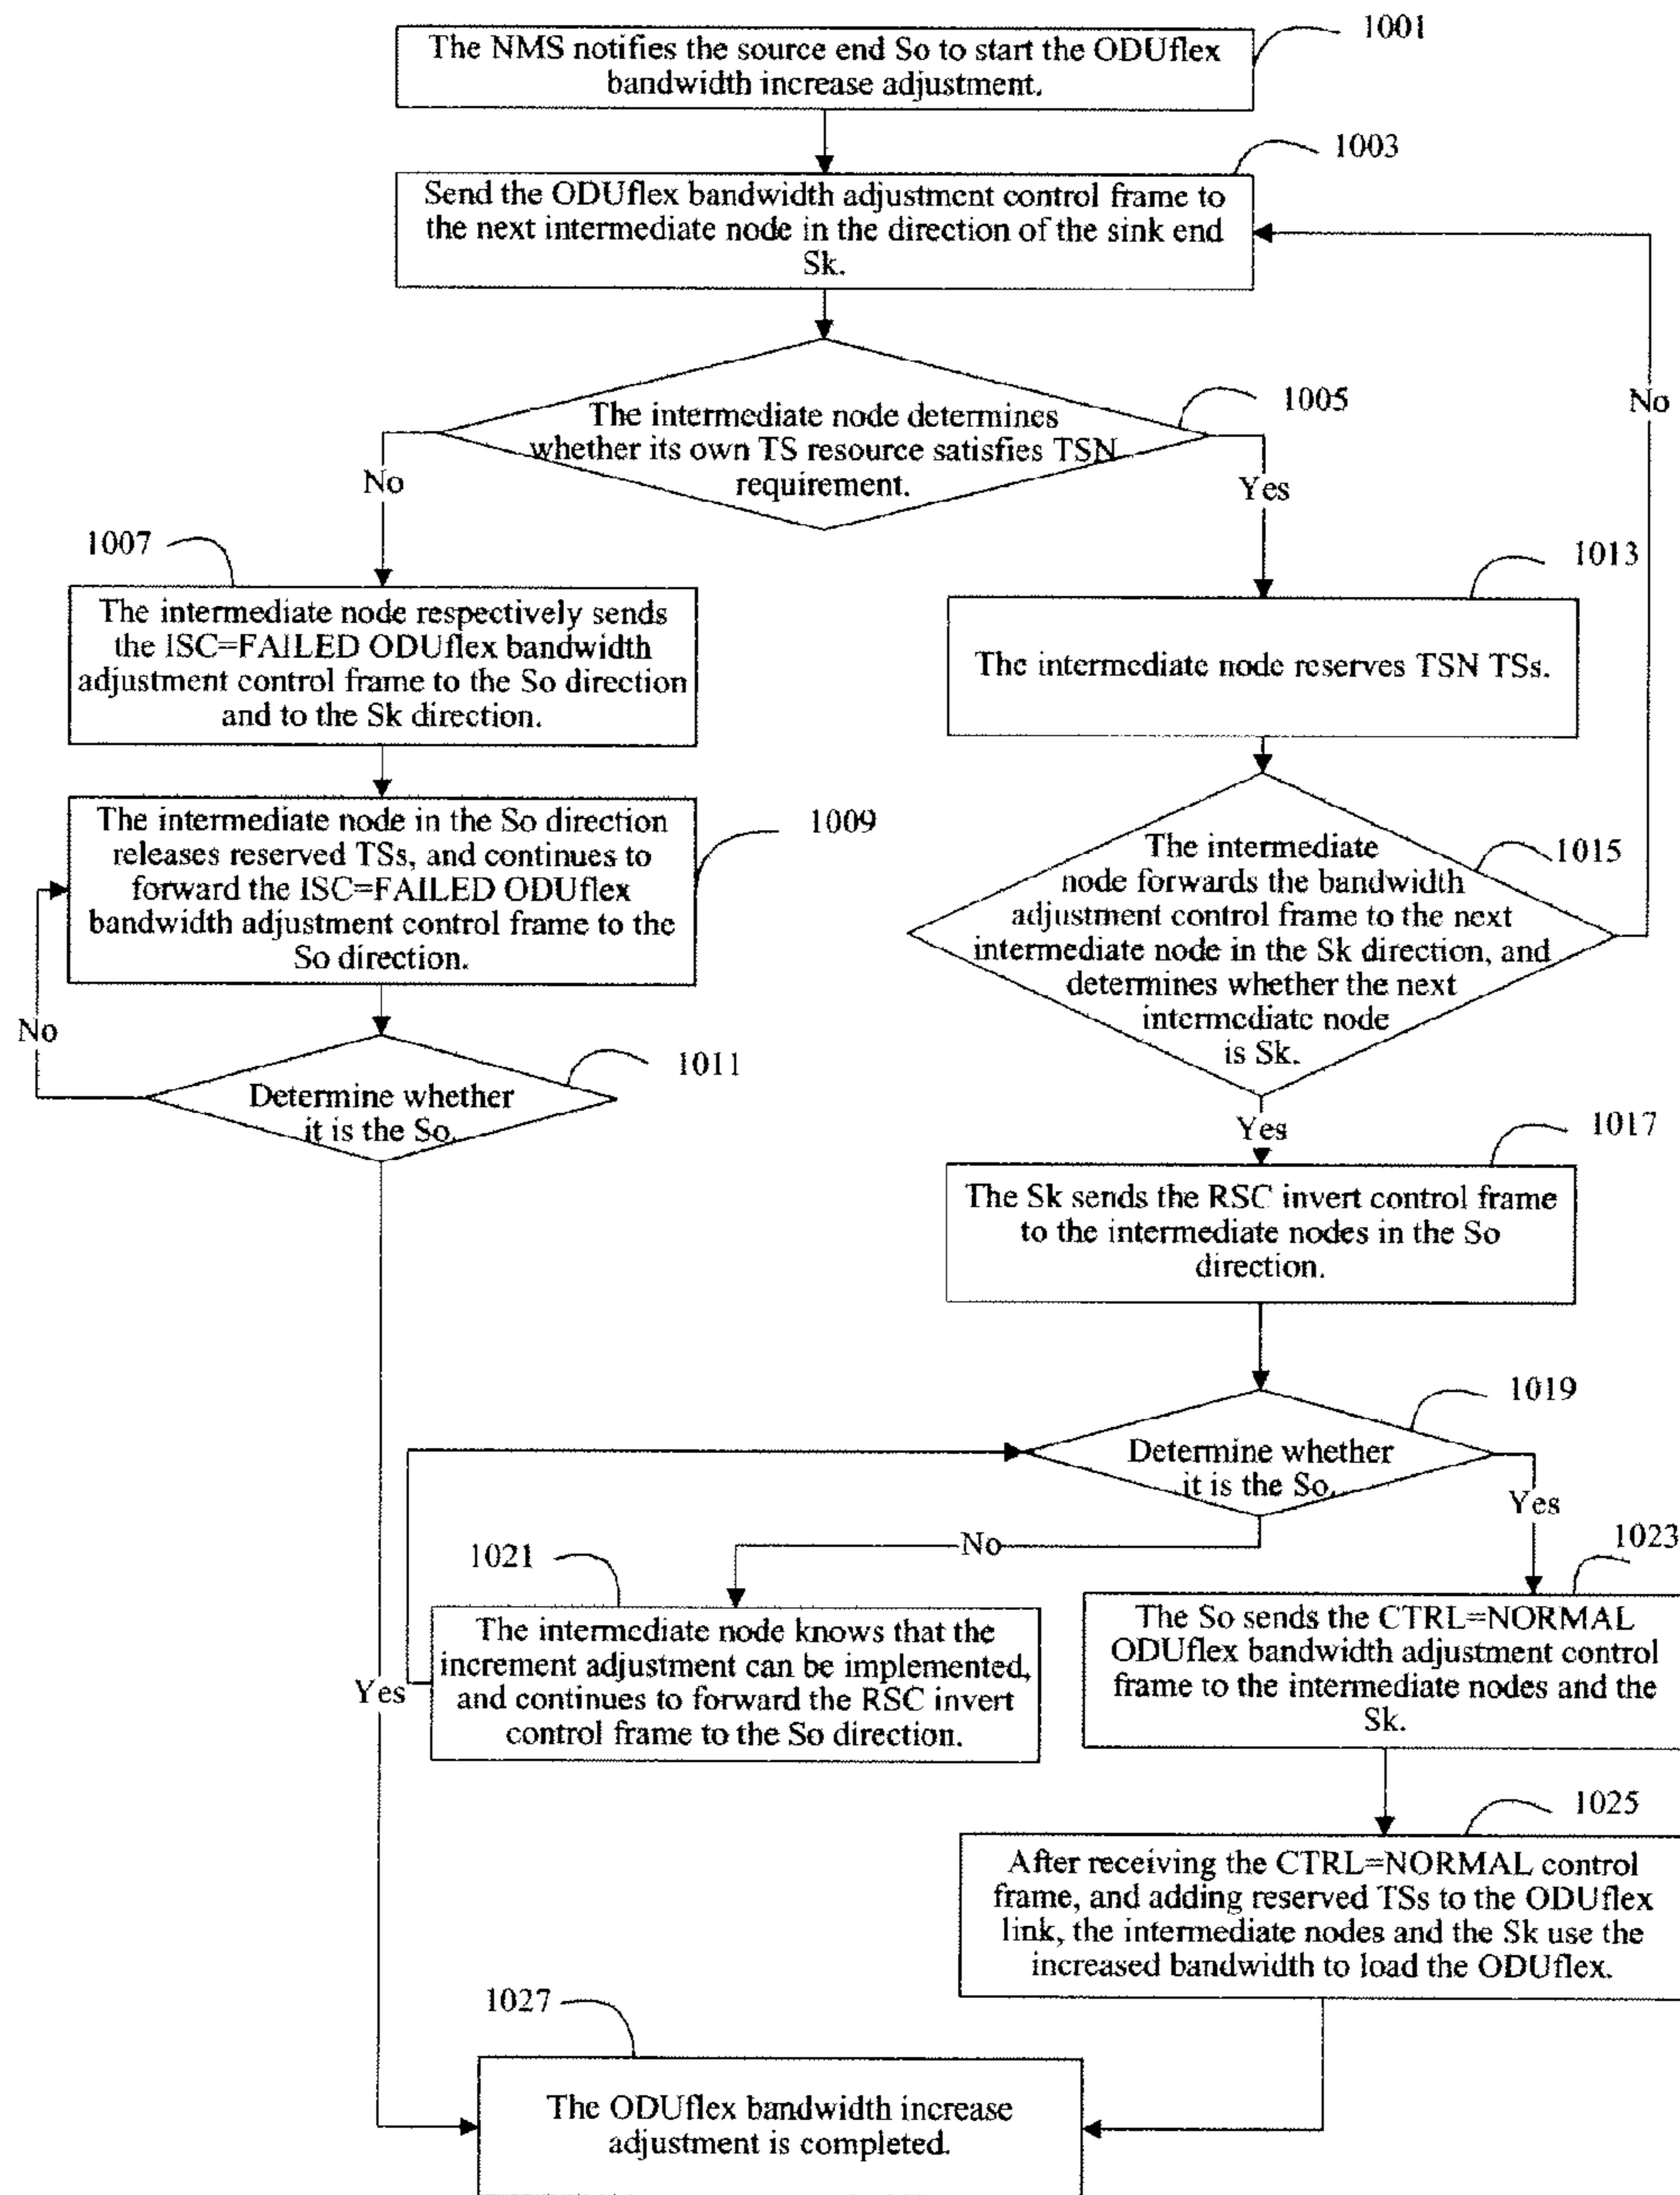 1001
The NMS notifies the source end So to start the ODUflex
bandwidth increase adjustment.
1003
Send the ODUflex bandwidth adjustment control frame to
the next intermediate node in the direction of the sink end
Sk.
1005
The intermediate node determines
whether its own TS resource satisfies TSN
requirement.
No
Yes
No
1007
The intermediate node respectively sends
the ISC=FAILED ODUflex bandwidth
adjustment control frame to the So direction
and to the Sk direction.
1013
The intermediate node reserves TSN TSs.
1009
The intermediate node in the So direction
releases reserved TSs, and continues to
forward the ISC=FAILED ODUflex
bandwidth adjustment control frame to the
So direction.
1015
The intermediate
node forwards the bandwidth
adjustment control frame to the next
intermediate node in the Sk direction, and
determines whether the next
intermediate node
is Sk.
No
1011
Determine whether
it is the So.
Yes
1017
The Sk sends the RSC invert control frame
to the intermediate nodes in the So
direction.
1019
Determine whether
it is the So.
Yes
No
1021
The intermediate node knows that the
increment adjustment can be implemented,
and continues to forward the RSC invert
control frame to the So direction.
Yes
1023
The So sends the CTRL=NORMAL
ODUflex bandwidth adjustment control
frame to the intermediate nodes and the
Sk.
1025
After receiving the CTRL=NORMAL control
frame, and adding reserved TSs to the ODUflex
link, the intermediate nodes and the Sk use the
increased bandwidth to load the ODUflex.
1027
The ODUflex bandwidth increase
adjustment is completed.